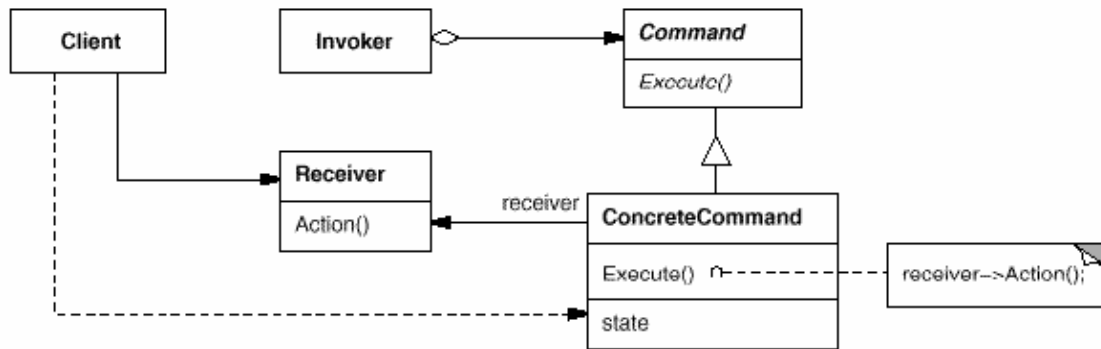 Client
Invoker
Command
Execute()
Receiver
Action()
receiver
ConcreteCommand
Execute()
receiver–>Action();
state